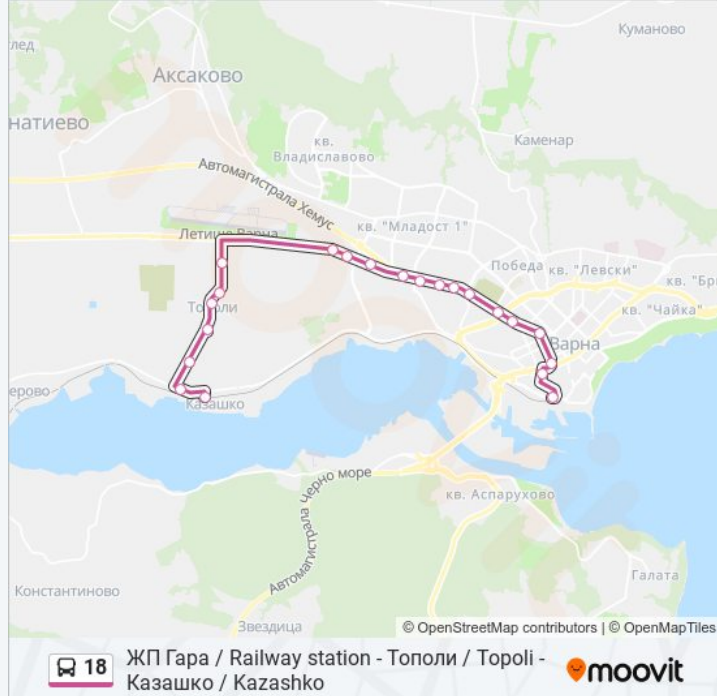 Куманово
глед
Аксаково
натиево
кв.
Владиславово
Каменар
Автомагистрала Хемус
Летище Варна
кв. "Младост 1"
Победа
кв. "Левски"
кв. "Бри
кв. "Чайка"
Тополи
Варна
ерово
Казашко
Автомагистрала Черно море
кв. Аспарухово
Константиново
Галата
Звездица
© OpenStreetMap contributors | © OpenMapTiles
18
ЖП Гара / Railway station - Тополи / Topoli -
Казашко / Kazashko
moovit